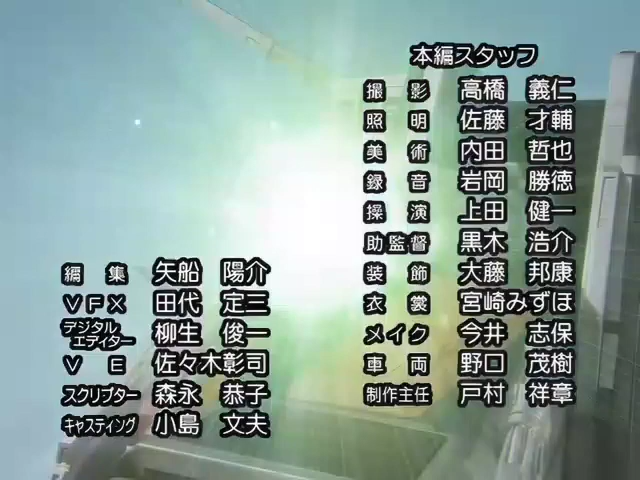 本編スタッフ
撮影 高橋 義仁
照明 佐藤 才輔
美術 内田 哲也
録音 岩岡 勝徳
操演 上田 健一
助監督 黒木 浩介
装飾 大藤 邦康
衣裳 宮崎みずほ
メイク 今井 志保
車両 野口 茂樹
制作主任 戸村 祥章
編集 矢船 陽介
VFX 田代 定三
デジタルエディター 柳生 俊一
VE 佐々木彰司
スクリプター 森永 恭子
キャスティング 小島 文夫